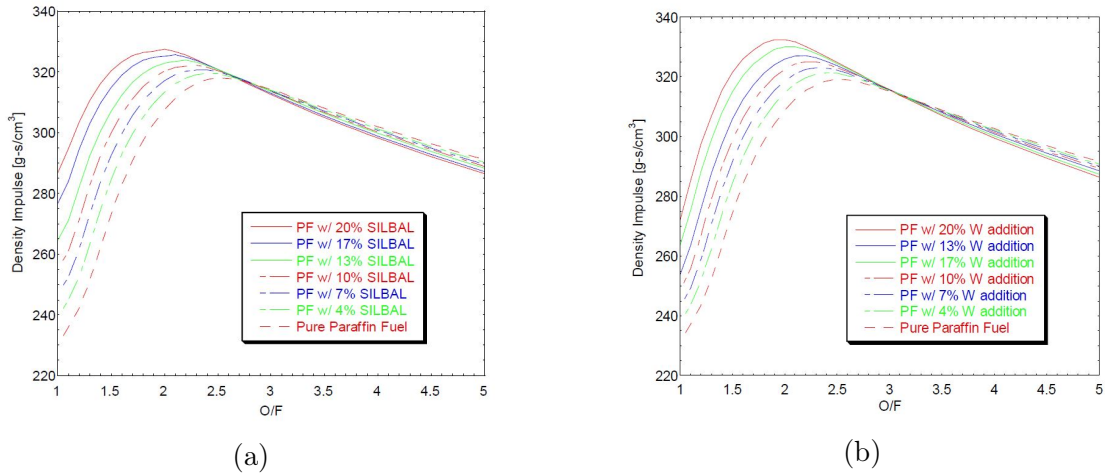 340
320
300
280
260
240
220
Density Impulse [g-s/cm³]
PF w/ 20% SILBAL
PF w/ 17% SILBAL
PF w/ 13% SILBAL
PF w/ 10% SILBAL
PF w/ 7% SILBAL
PF w/ 4% SILBAL
Pure Paraffin Fuel
1 1.5 2 2.5 3 3.5 4 4.5 5
O/F
(a)
340
320
300
280
260
240
220
Density Impulse [g-s/cm³]
PF w/ 20% W addition
PF w/ 13% W addition
PF w/ 17% W addition
PF w/ 10% W addition
PF w/ 7% W addition
PF w/ 4% W addition
Pure Paraffin Fuel
1 1.5 2 2.5 3 3.5 4 4.5 5
O/F
(b)